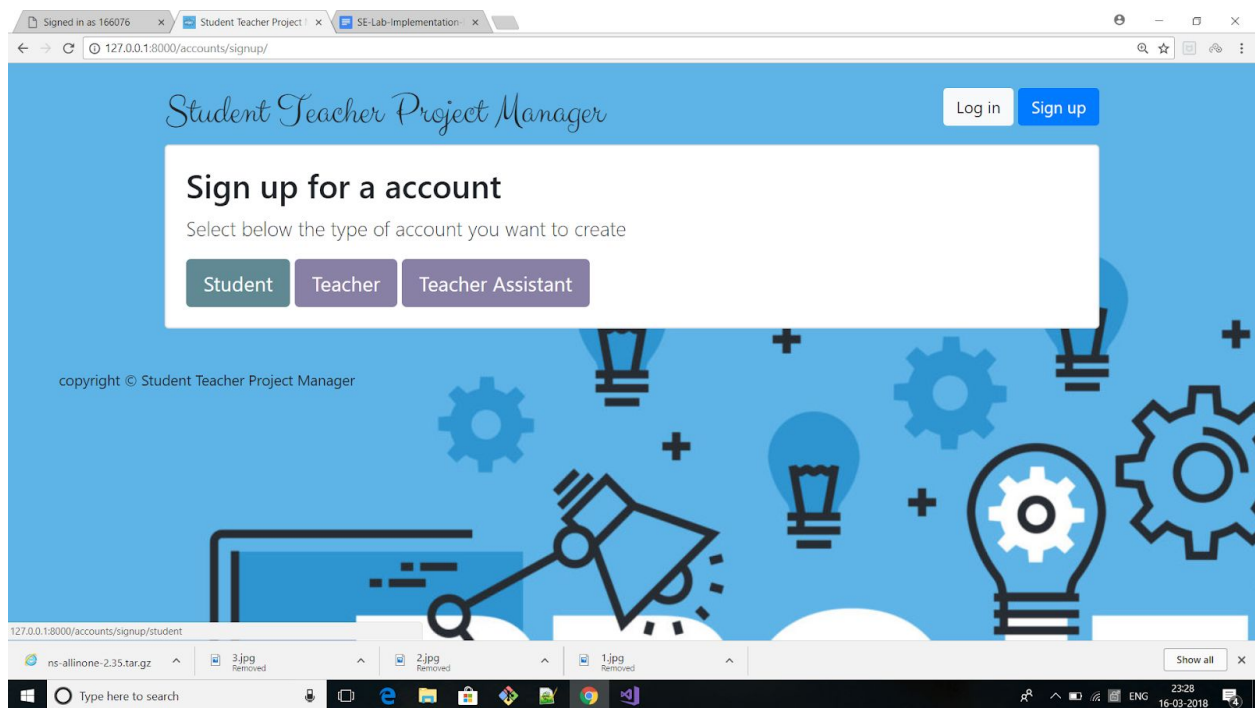 Signed in as 166076
Student Teacher Project
SE-Lab-Implementation-
127.0.0.1:8000/accounts/signup/
Student Teacher Project Manager
Log in
Sign up
Sign up for a account
Select below the type of account you want to create
Student
Teacher
Teacher Assistant
copyright © Student Teacher Project Manager
127.0.0.1:8000/accounts/signup/student
ns-allinone-2.35.tar.gz
3.jpg
Removed
2.jpg
Removed
1.jpg
Removed
Show all
Type here to search
ENG
23:28
16-03-2018
4